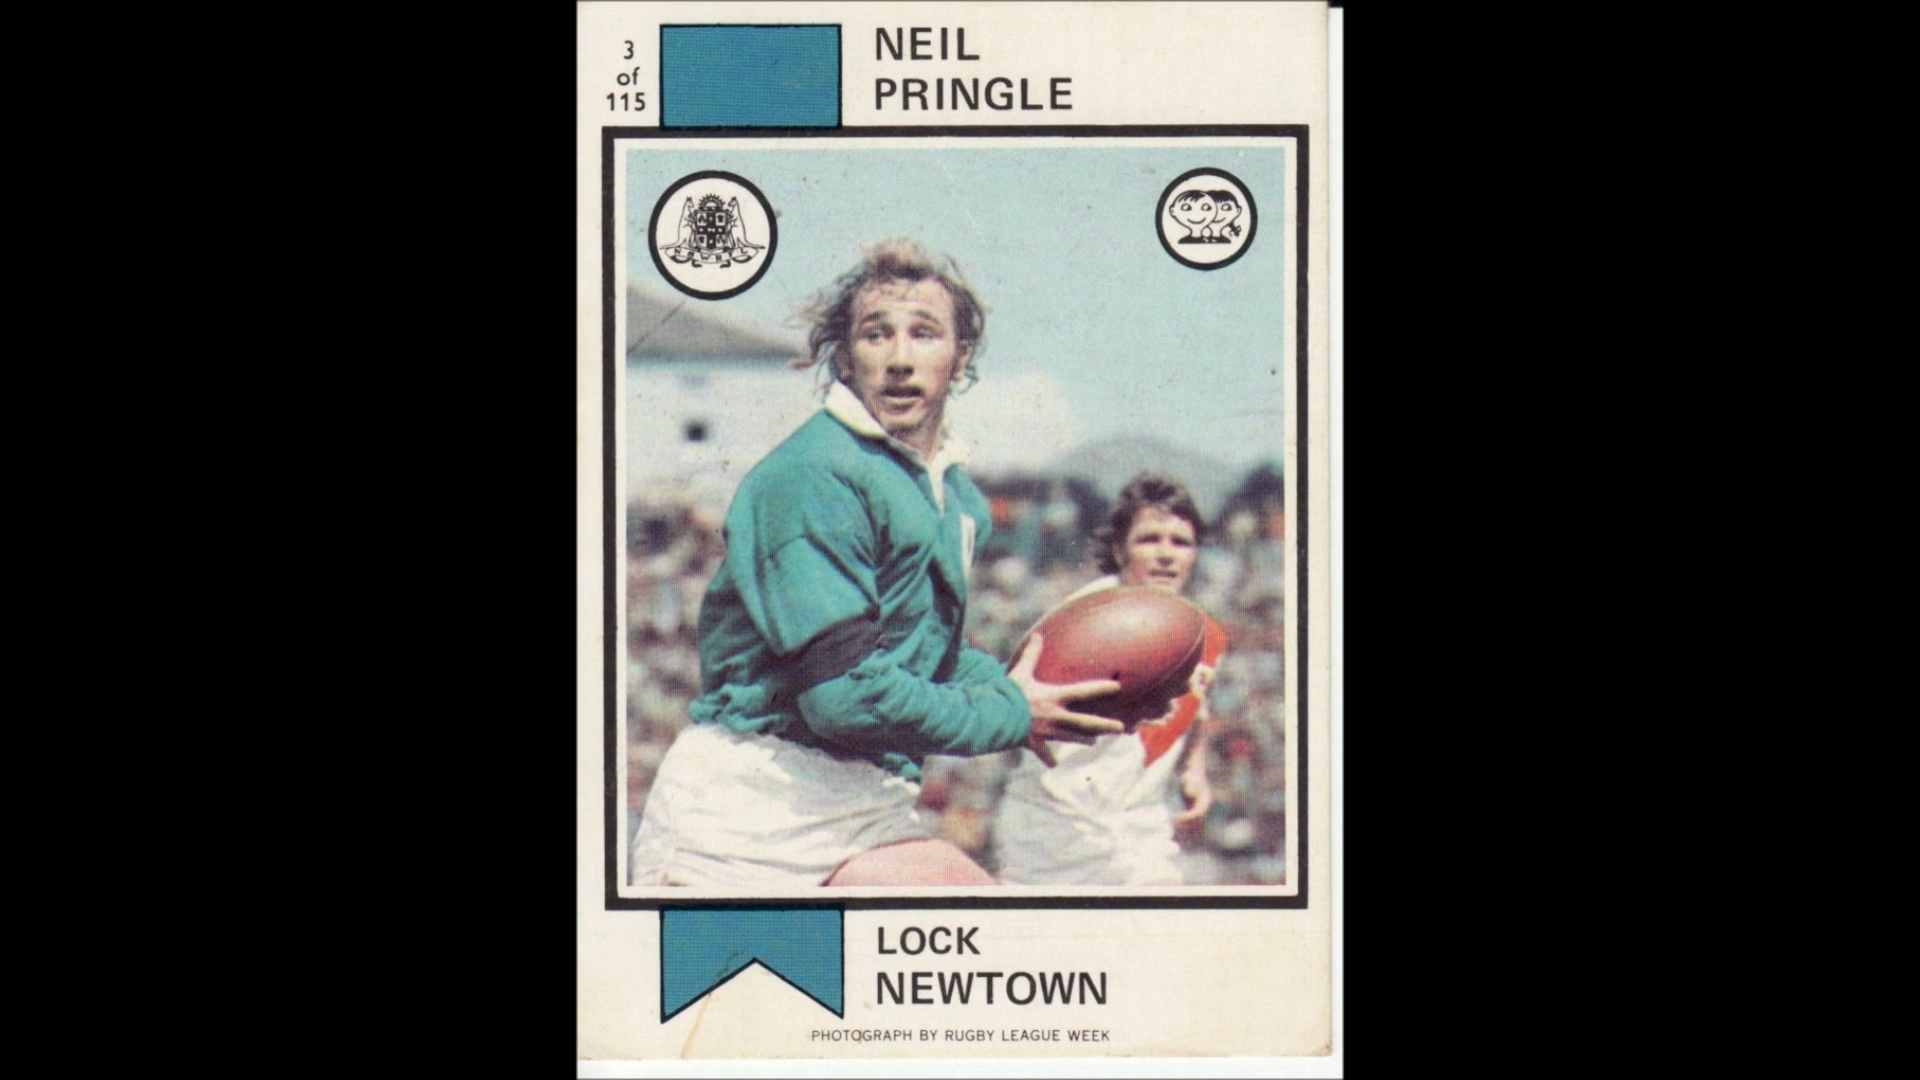 3
of
115
NEIL
PRINGLE
N S W R L
LOCK
NEWTOWN
PHOTOGRAPH BY RUGBY LEAGUE WEEK